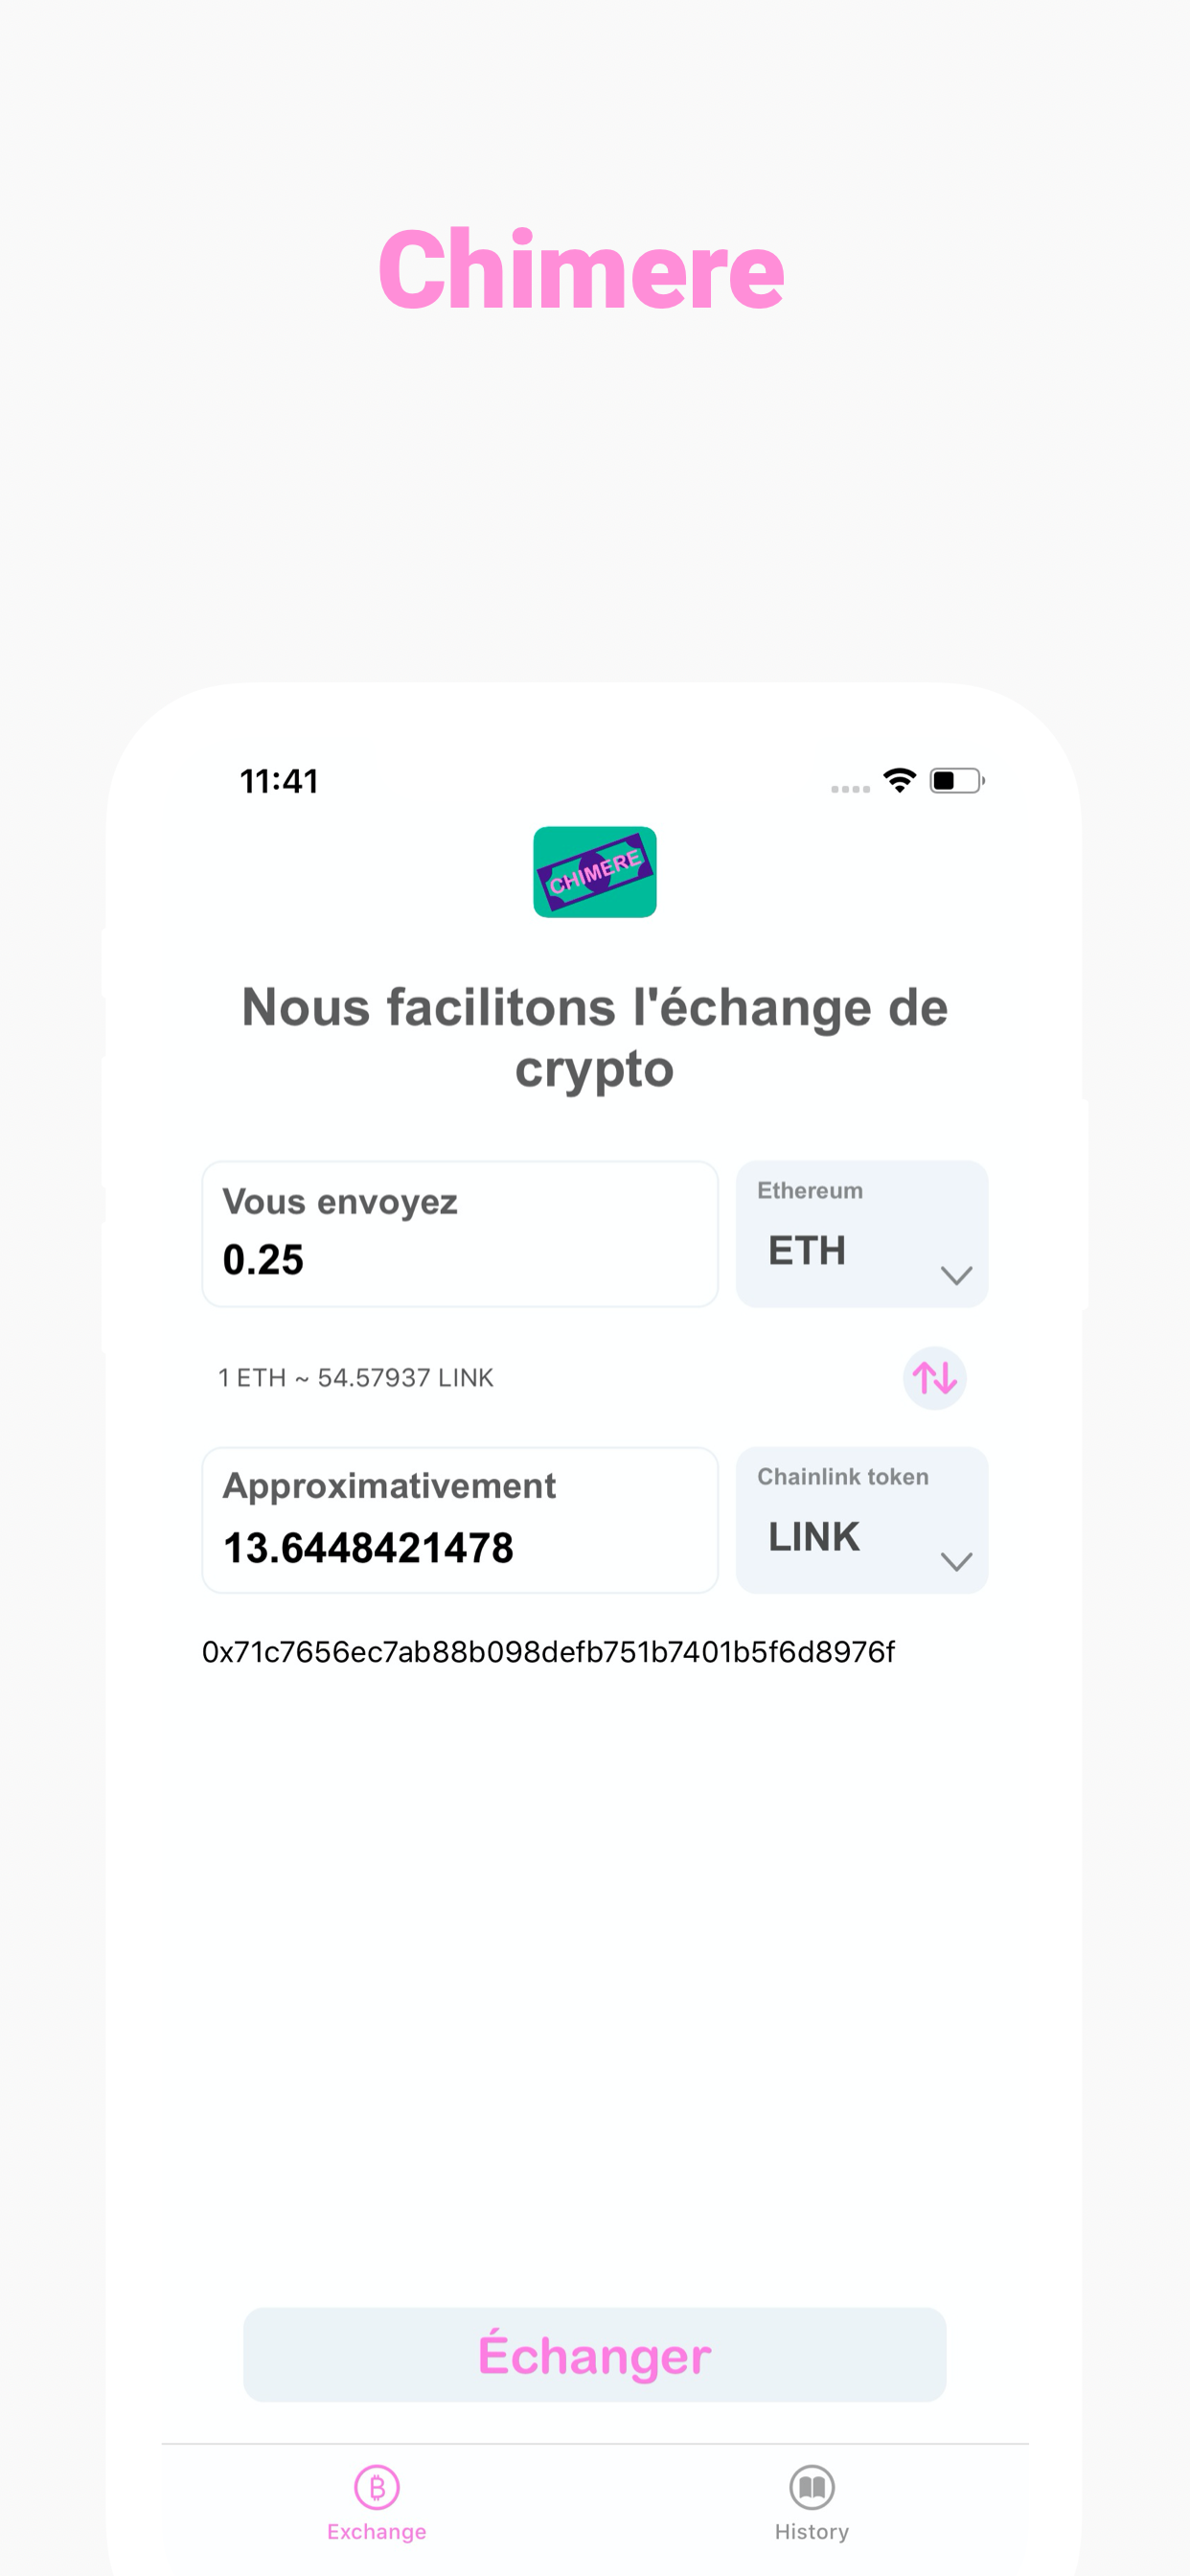 Chimere
11:41
CHIMERE
Nous facilitons l'échange de
crypto
Vous envoyez
0.25
Ethereum
ETH
1 ETH ~ 54.57937 LINK
Approximativement
13.6448421478
Chainlink token
LINK
0x71c7656ec7ab88b098defb751b7401b5f6d8976f
Échanger
Exchange
History